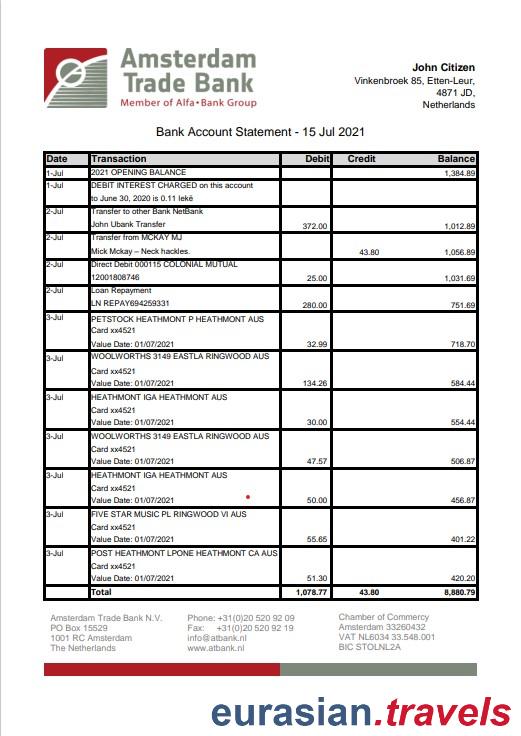 Amsterdam
Trade Bank
Member of Alfa•Bank Group
John Citizen
Vinkenbroek 85, Etten-Leur,
4871 JD,
Netherlands
Bank Account Statement - 15 Jul 2021
Date Transaction Debit Credit Balance
1-Jul 2021 OPENING BALANCE 1,384.89
1-Jul DEBIT INTEREST CHARGED on this account
to June 30, 2020 is 0.11 lekë
2-Jul Transfer to other Bank NetBank
John Ubank Transfer 372.00 1,012.89
2-Jul Transfer from MCKAY MJ
Mick Mckay – Neck hackles. 43.80 1,056.89
2-Jul Direct Debit 000115 COLONIAL MUTUAL
12001808746 25.00 1,031.69
2-Jul Loan Repayment
LN REPAY694259331 280.00 751.69
3-Jul PETSTOCK HEATHMONT P HEATHMONT AUS
Card xx4521
Value Date: 01/07/2021 32.99 718.70
3-Jul WOOLWORTHS 3149 EASTLA RINGWOOD AUS
Card xx4521
Value Date: 01/07/2021 134.26 584.44
3-Jul HEATHMONT IGA HEATHMONT AUS
Card xx4521
Value Date: 01/07/2021 30.00 554.44
3-Jul WOOLWORTHS 3149 EASTLA RINGWOOD AUS
Card xx4521
Value Date: 01/07/2021 47.57 506.87
3-Jul HEATHMONT IGA HEATHMONT AUS
Card xx4521
Value Date: 01/07/2021 50.00 456.87
3-Jul FIVE STAR MUSIC PL RINGWOOD VI AUS
Card xx4521
Value Date: 01/07/2021 55.65 401.22
3-Jul POST HEATHMONT LPONE HEATHMONT CA AUS
Card xx4521
Value Date: 01/07/2021 51.30 420.20
Total 1,078.77 43.80 8,880.79
Amsterdam Trade Bank N.V. Phone: +31(0)20 520 92 09 Chamber of Commercy
PO Box 15529 Fax: +31(0)20 520 92 19 Amsterdam 33260432
1001 RC Amsterdam info@atbank.nl VAT NL6034 33.548.001
The Netherlands www.atbank.nl BIC STOLNL2A
eurasian.travels